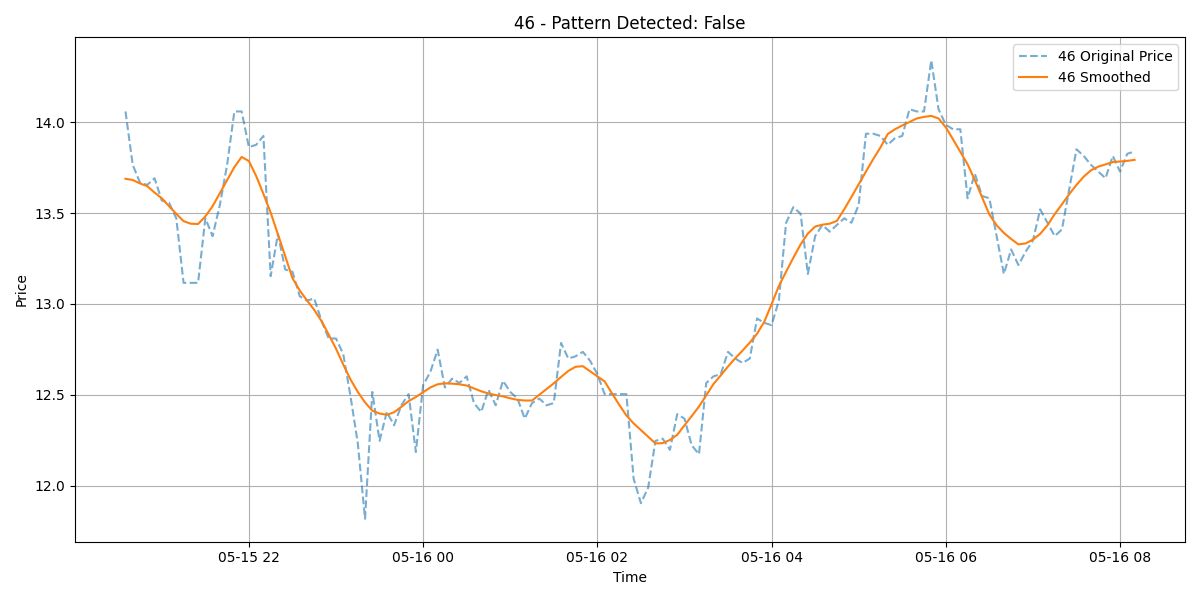 46 - Pattern Detected: False
46 Original Price
46 Smoothed
14.0
13.5
13.0
12.5
12.0
Price
05-15 22
05-16 00
05-16 02
05-16 04
05-16 06
05-16 08
Time